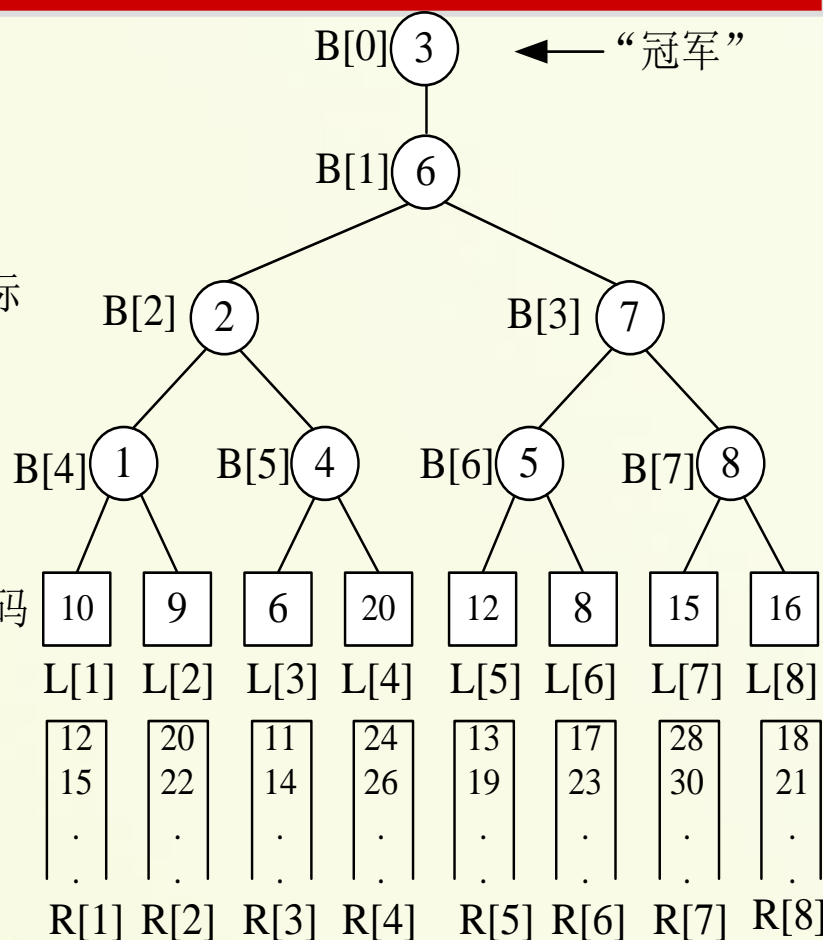 B[0] 3 “冠军”
B[1] 6
标
B[2] 2 B[3] 7
B[4] 1 B[5] 4 B[6] 5 B[7] 8
码 10 9 6 20 12 8 15 16
L[1] L[2] L[3] L[4] L[5] L[6] L[7] L[8]
12 20 11 24 13 17 28 18
15 22 14 26 19 23 30 21
. . . . . . . .
. . . . . . . .
R[1] R[2] R[3] R[4] R[5] R[6] R[7] R[8]